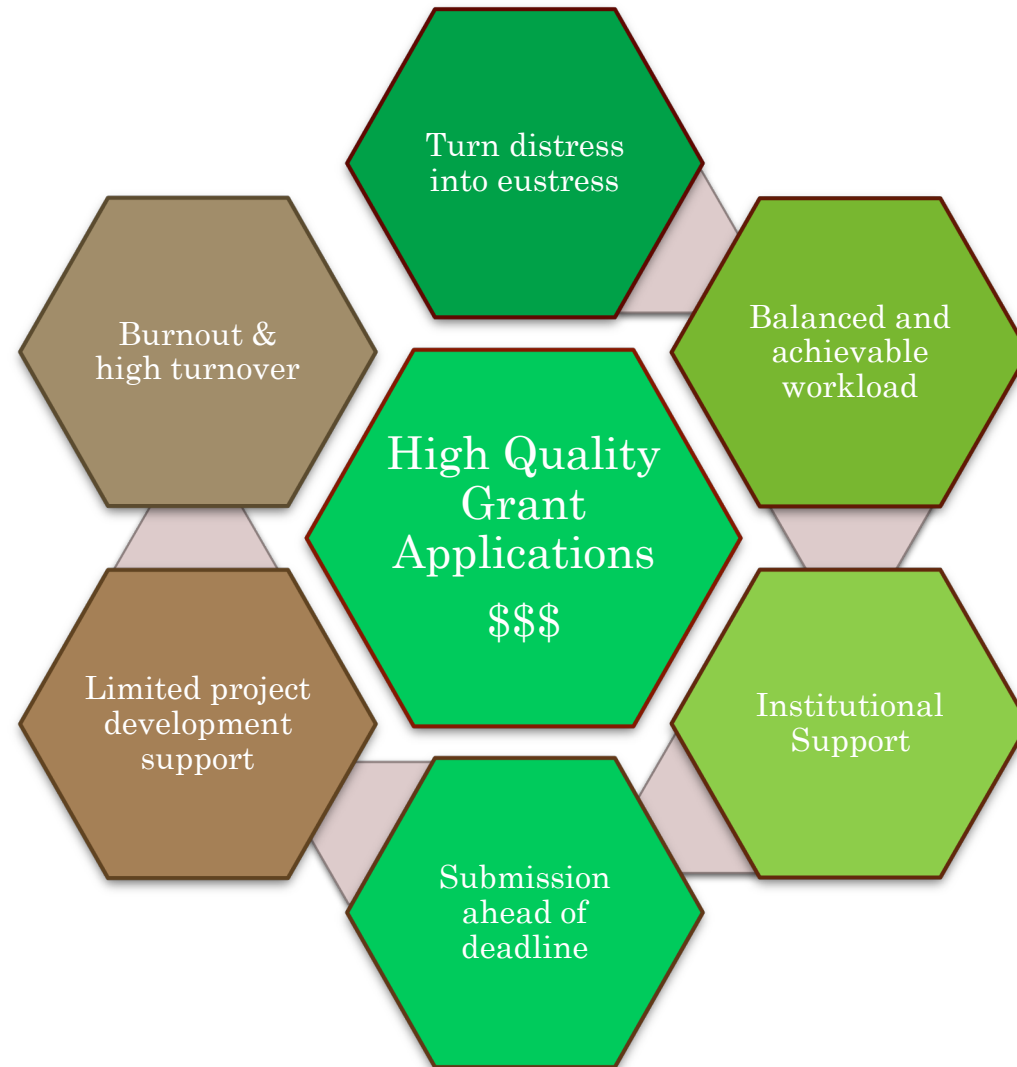 Turn distress
into eustress
Balanced and
achievable
workload
Institutional
Support
Submission
ahead of
deadline
Limited project
development
support
Burnout &
high turnover
High Quality
Grant
Applications
$$$